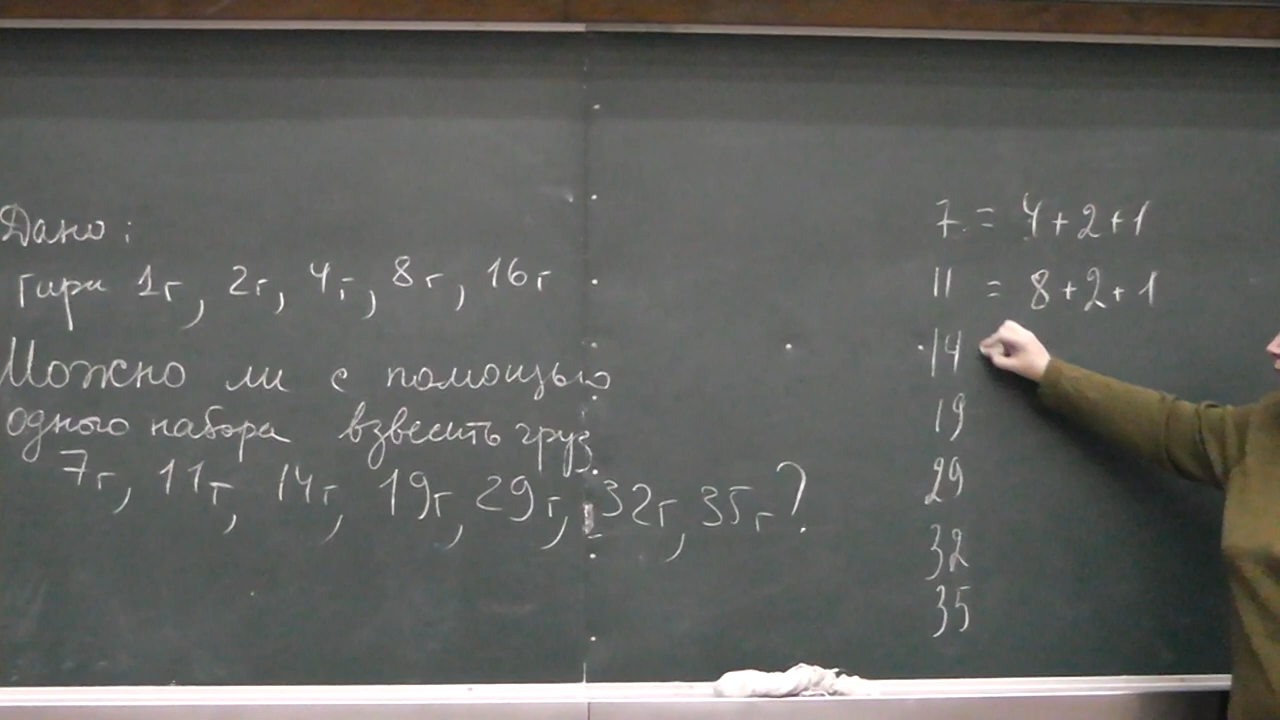 Дано:
гири 1г, 2г, 4г, 8г, 16г
Можно ли с помощью
одного набора взвесить груз
7г, 11г, 14г, 19г, 29г, 32г, 35г?
7 = 4+2+1
11 = 8+2+1
14
19
29
32
35